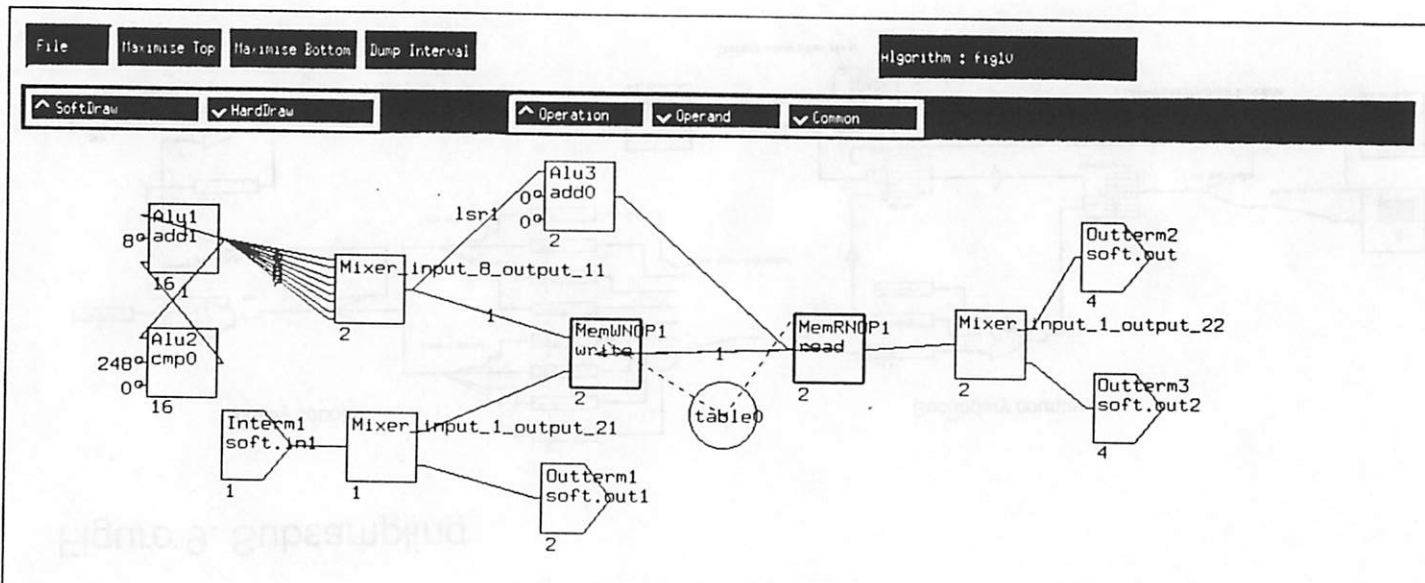 File
Maximise Top
Maximise Bottom
Dump Interval
Algorithm : fig10
SoftDraw
HardDraw
Operation
Operand
Common
Alu1
add1
8
16
1
Alu2
cmp0
248
0
16
Mixer_input_8_output_11
2
lsr1
Alu3
add0
0
0
2
1
MemWNOP1
write
2
1
table0
MemRNOP1
read
2
Mixer_input_1_output_22
2
Outterm2
soft.out
4
Outterm3
soft.out2
4
Interm1
soft.in1
1
Mixer_input_1_output_21
1
Outterm1
soft.out1
2
Figure 9. Subsampling